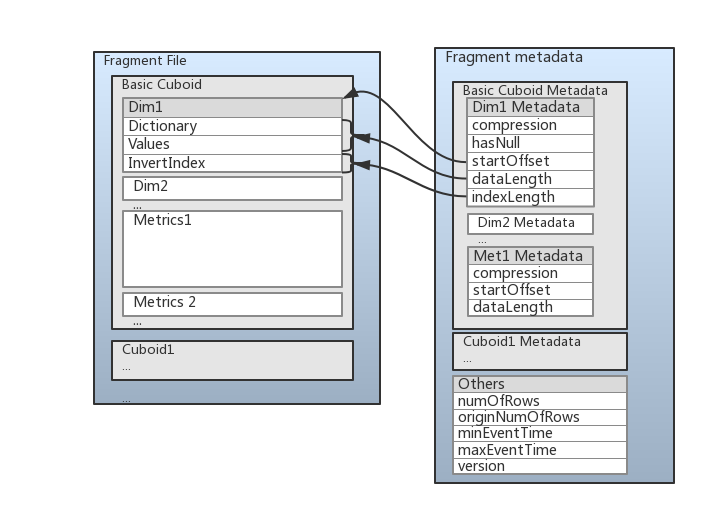 Fragment File
Basic Cuboid
Dim1
Dictionary
Values
InvertIndex
Dim2
...
Metrics1
Metrics 2
...
Cuboid1
...
...
Fragment metadata
Basic Cuboid Metadata
Dim1 Metadata
compression
hasNull
startOffset
dataLength
indexLength
Dim2 Metadata
...
Met1 Metadata
compression
startOffset
dataLength
Cuboid1 Metadata
...
Others
numOfRows
originNumOfRows
minEventTime
maxEventTime
version